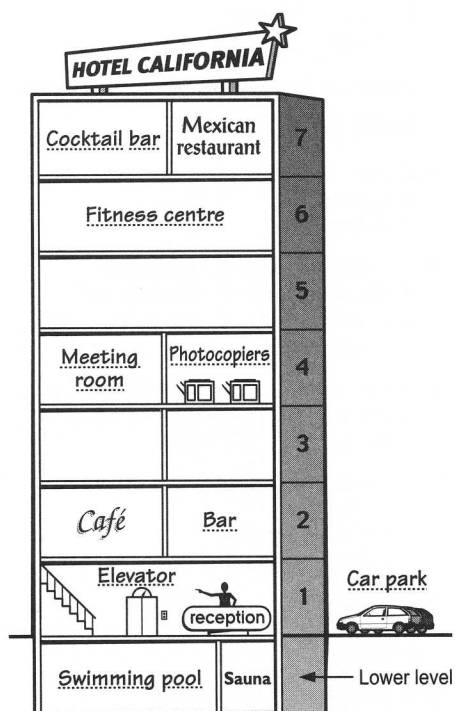 HOTEL CALIFORNIA
Cocktail bar
Mexican
restaurant
7
Fitness centre
6
5
Meeting
room
Photocopiers
4
3
Café
Bar
2
Elevator
reception
1
Car park
Swimming pool
Sauna
Lower level